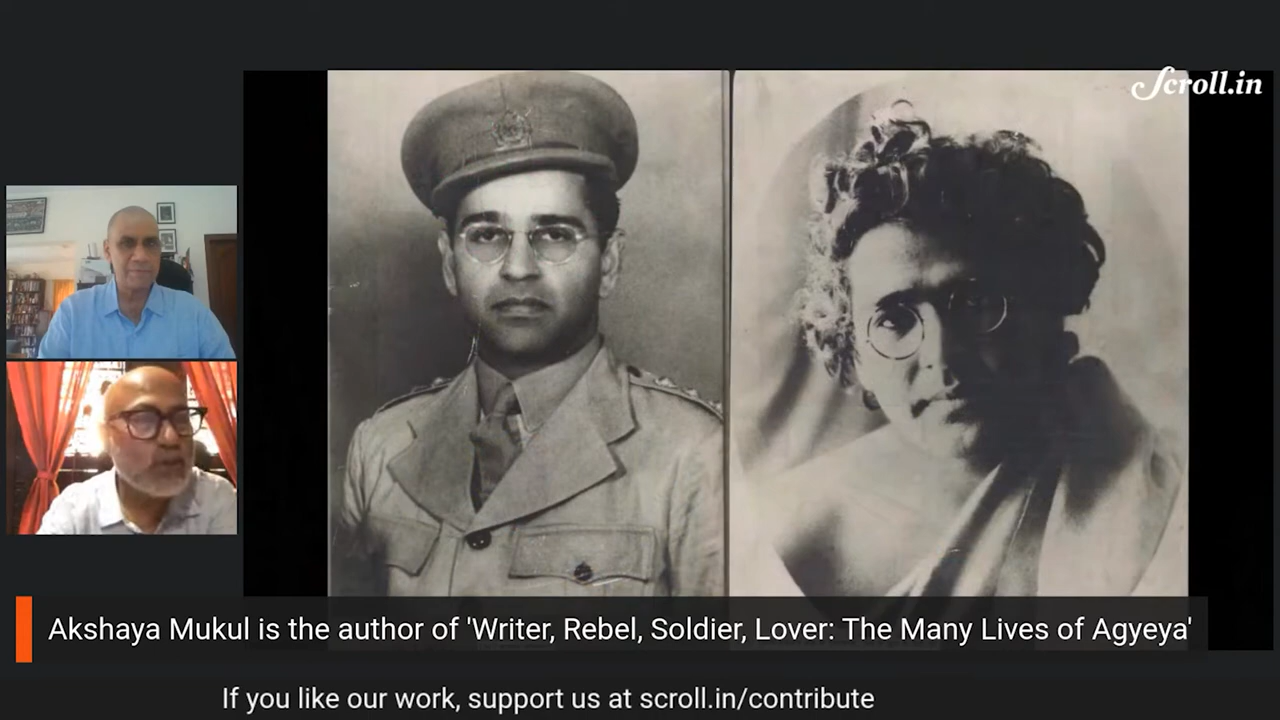 Scroll.in
Akshaya Mukul is the author of 'Writer, Rebel, Soldier, Lover: The Many Lives of Agyeya'
If you like our work, support us at scroll.in/contribute